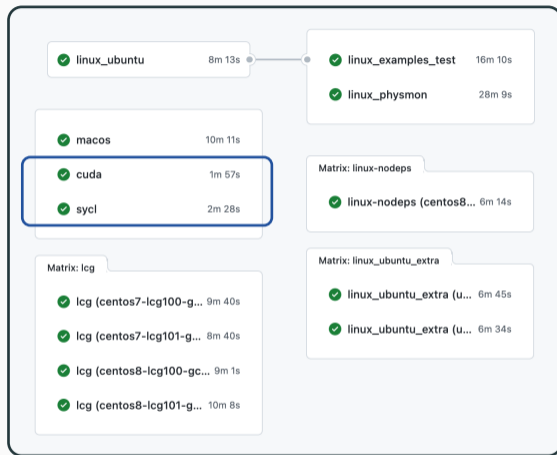 linux_ubuntu 8m 13s
linux_examples_test 16m 10s
linux_physmon 28m 9s
macos 10m 11s
cuda 1m 57s
sycl 2m 28s
Matrix: linux-nodeps
linux-nodeps (centos8... 6m 14s
Matrix: lcg
lcg (centos7-lcg100-g... 9m 40s
lcg (centos7-lcg101-g... 8m 40s
lcg (centos8-lcg100-gc... 9m 1s
lcg (centos8-lcg101-g... 10m 8s
Matrix: linux_ubuntu_extra
linux_ubuntu_extra (u... 6m 45s
linux_ubuntu_extra (u... 6m 34s